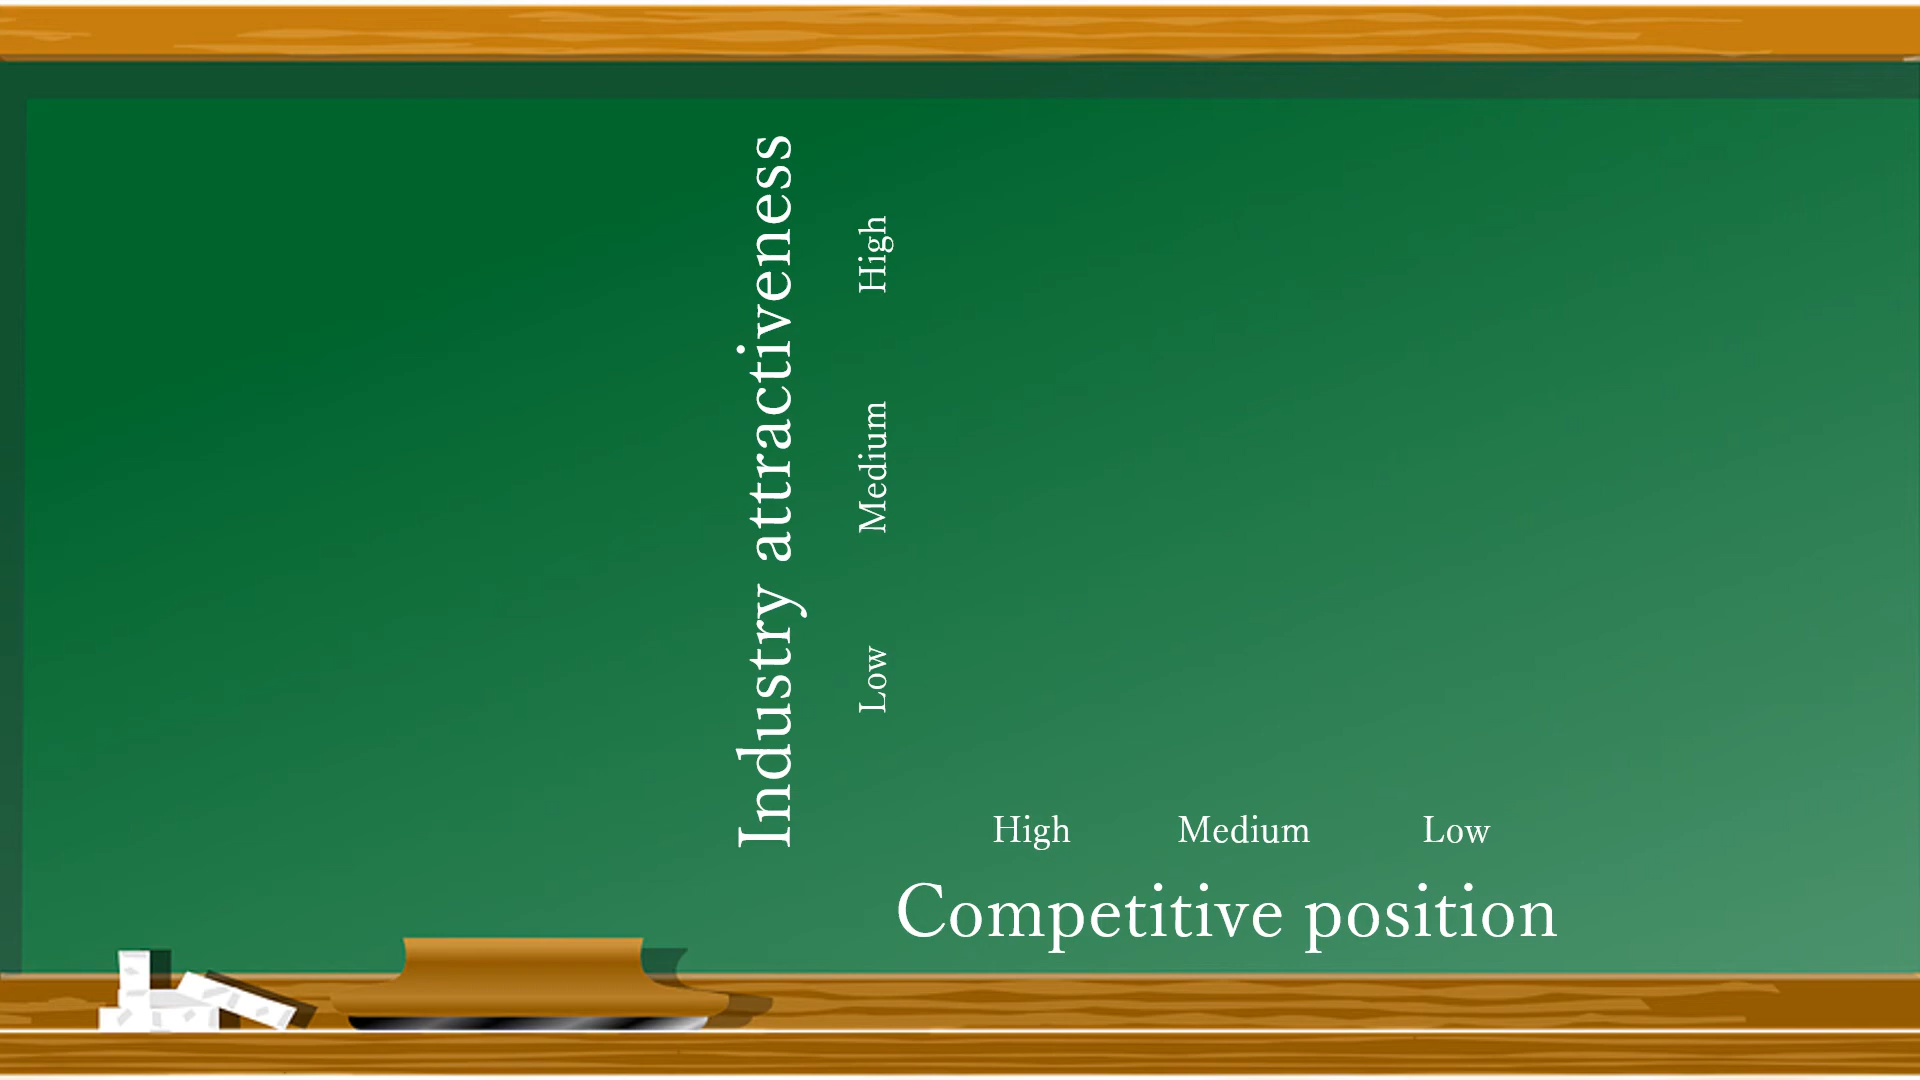 Industry attractiveness
High
Medium
Low
High Medium Low
Competitive position